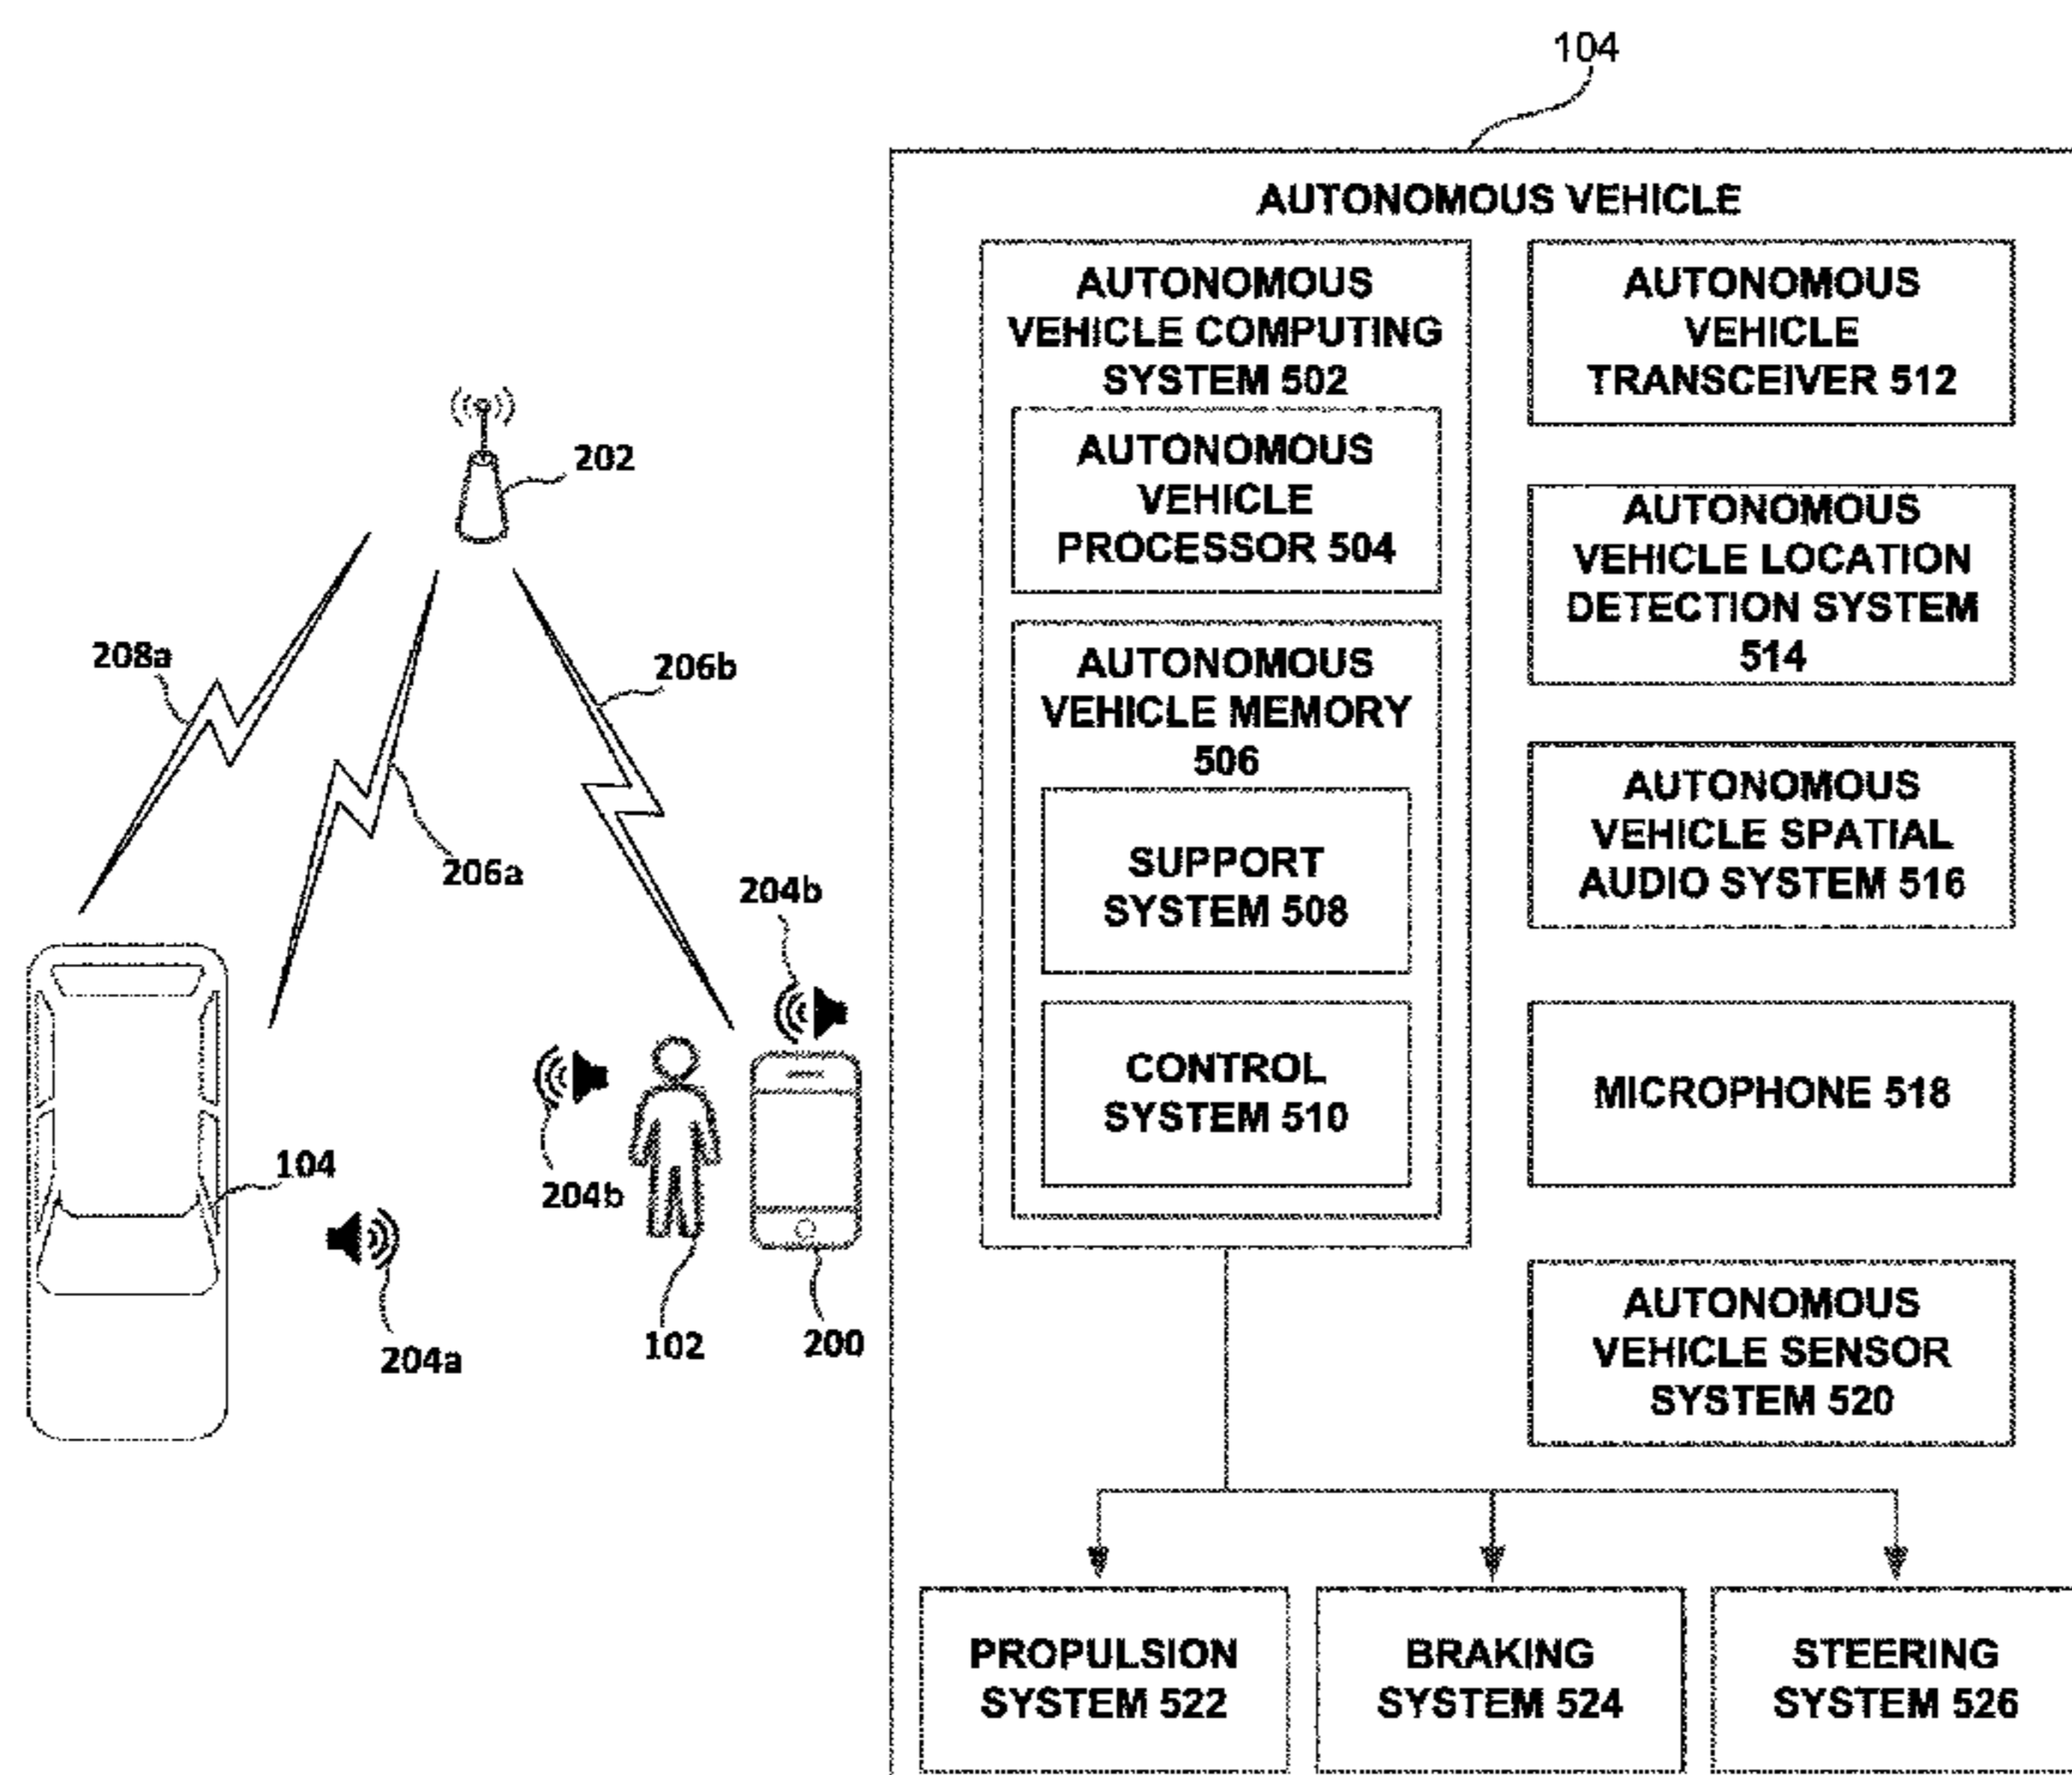 202
208a
206b
206a
204b
204b
104
204a
102
200
104
AUTONOMOUS VEHICLE
AUTONOMOUS
VEHICLE COMPUTING
SYSTEM 502
AUTONOMOUS
VEHICLE
PROCESSOR 504
AUTONOMOUS
VEHICLE MEMORY
506
SUPPORT
SYSTEM 508
CONTROL
SYSTEM 510
AUTONOMOUS
VEHICLE
TRANSCEIVER 512
AUTONOMOUS
VEHICLE LOCATION
DETECTION SYSTEM
514
AUTONOMOUS
VEHICLE SPATIAL
AUDIO SYSTEM 516
MICROPHONE 518
AUTONOMOUS
VEHICLE SENSOR
SYSTEM 520
PROPULSION
SYSTEM 522
BRAKING
SYSTEM 524
STEERING
SYSTEM 526